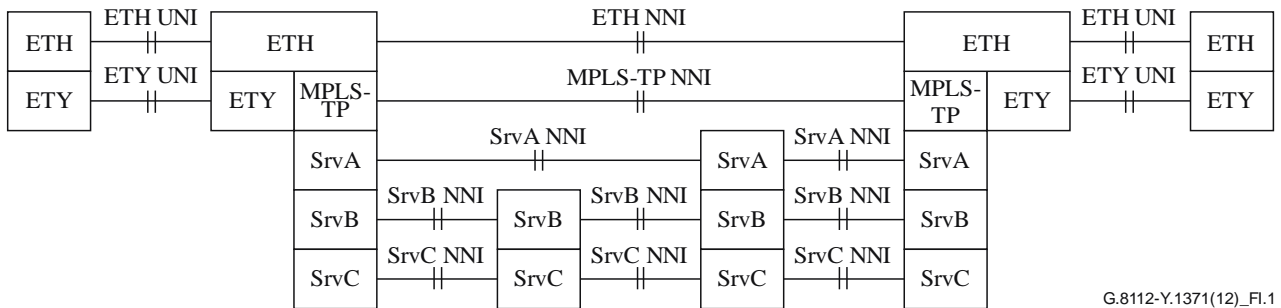 ETH UNI ETH NNI ETH UNI
ETH ETH ETH ETH
ETY UNI MPLS-TP NNI ETY UNI
ETY ETY MPLS-
TP MPLS-
TP ETY ETY
SrvA NNI SrvA NNI
SrvA SrvA SrvA
SrvB NNI SrvB NNI SrvB NNI
SrvB SrvB SrvB SrvB
SrvC NNI SrvC NNI SrvC NNI
SrvC SrvC SrvC SrvC
G.8112-Y.1371(12)_FI.1